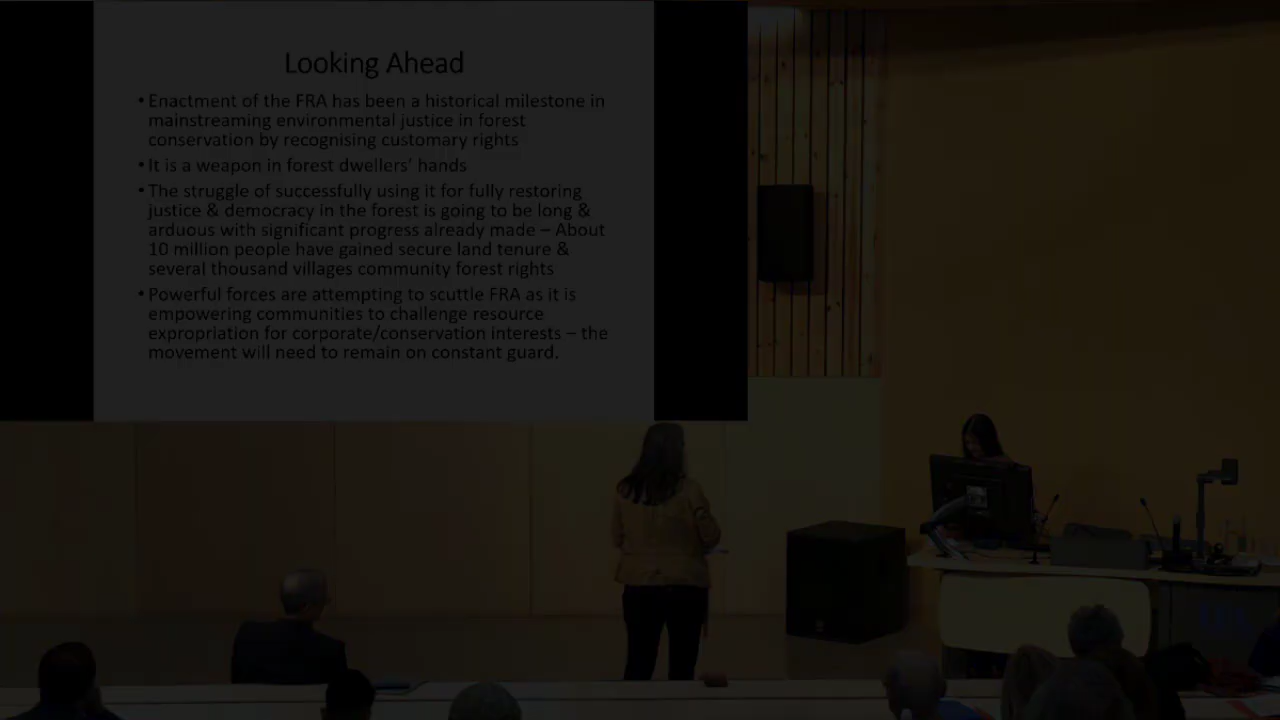 Looking Ahead
• Enactment of the FRA has been a historical milestone in
mainstreaming environmental justice in forest
conservation by recognising customary rights
• It is a weapon in forest dwellers' hands
• The struggle of successfully using it for fully restoring
justice & democracy in the forest is going to be long &
arduous with significant progress already made – About
10 million people have gained secure land tenure &
several thousand villages community forest rights
• Powerful forces are attempting to scuttle FRA as it is
empowering communities to challenge resource
expropriation for corporate/conservation interests – the
movement will need to remain on constant guard.